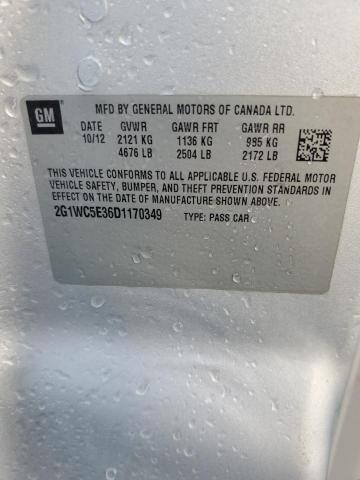 GM
MFD BY GENERAL MOTORS OF CANADA LTD.
DATE GVWR GAWR FRT GAWR RR
10/12 2121 KG 1136 KG 985 KG
4676 LB 2504 LB 2172 LB
THIS VEHICLE CONFORMS TO ALL APPLICABLE U.S. FEDERAL MOTOR
VEHICLE SAFETY, BUMPER, AND THEFT PREVENTION STANDARDS IN
EFFECT ON THE DATE OF MANUFACTURE SHOWN ABOVE.
2G1WC5E36D1170349 TYPE: PASS CAR